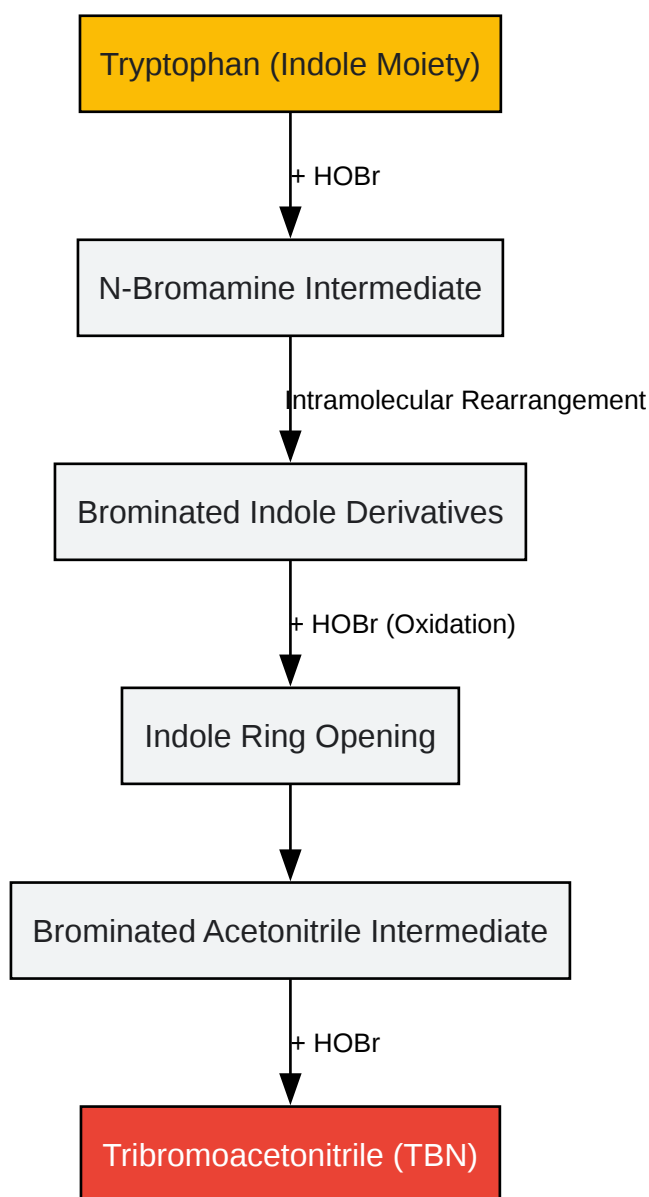 Tryptophan (Indole Moiety)
+ HOBr
N-Bromamine Intermediate
Intramolecular Rearrangement
Brominated Indole Derivatives
+ HOBr (Oxidation)
Indole Ring Opening
Brominated Acetonitrile Intermediate
+ HOBr
Tribromoacetonitrile (TBN)